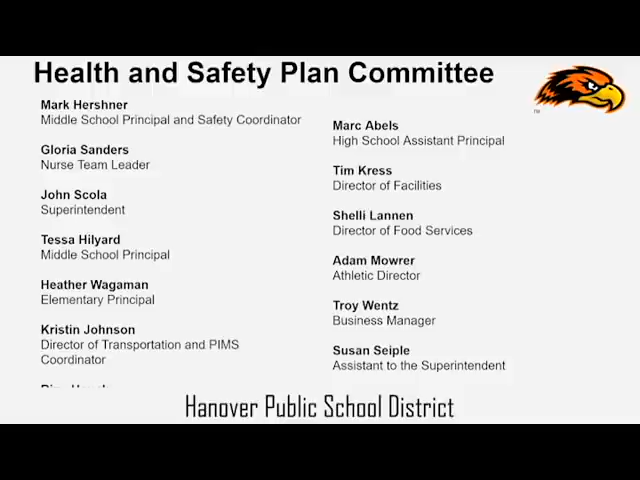 Health and Safety Plan Committee
Mark Hershner
Middle School Principal and Safety Coordinator
Gloria Sanders
Nurse Team Leader
John Scola
Superintendent
Tessa Hilyard
Middle School Principal
Heather Wagaman
Elementary Principal
Kristin Johnson
Director of Transportation and PIMS
Coordinator
Marc Abels
High School Assistant Principal
Tim Kress
Director of Facilities
Shelli Lannen
Director of Food Services
Adam Mowrer
Athletic Director
Troy Wentz
Business Manager
Susan Seiple
Assistant to the Superintendent
TM
Hanover Public School District